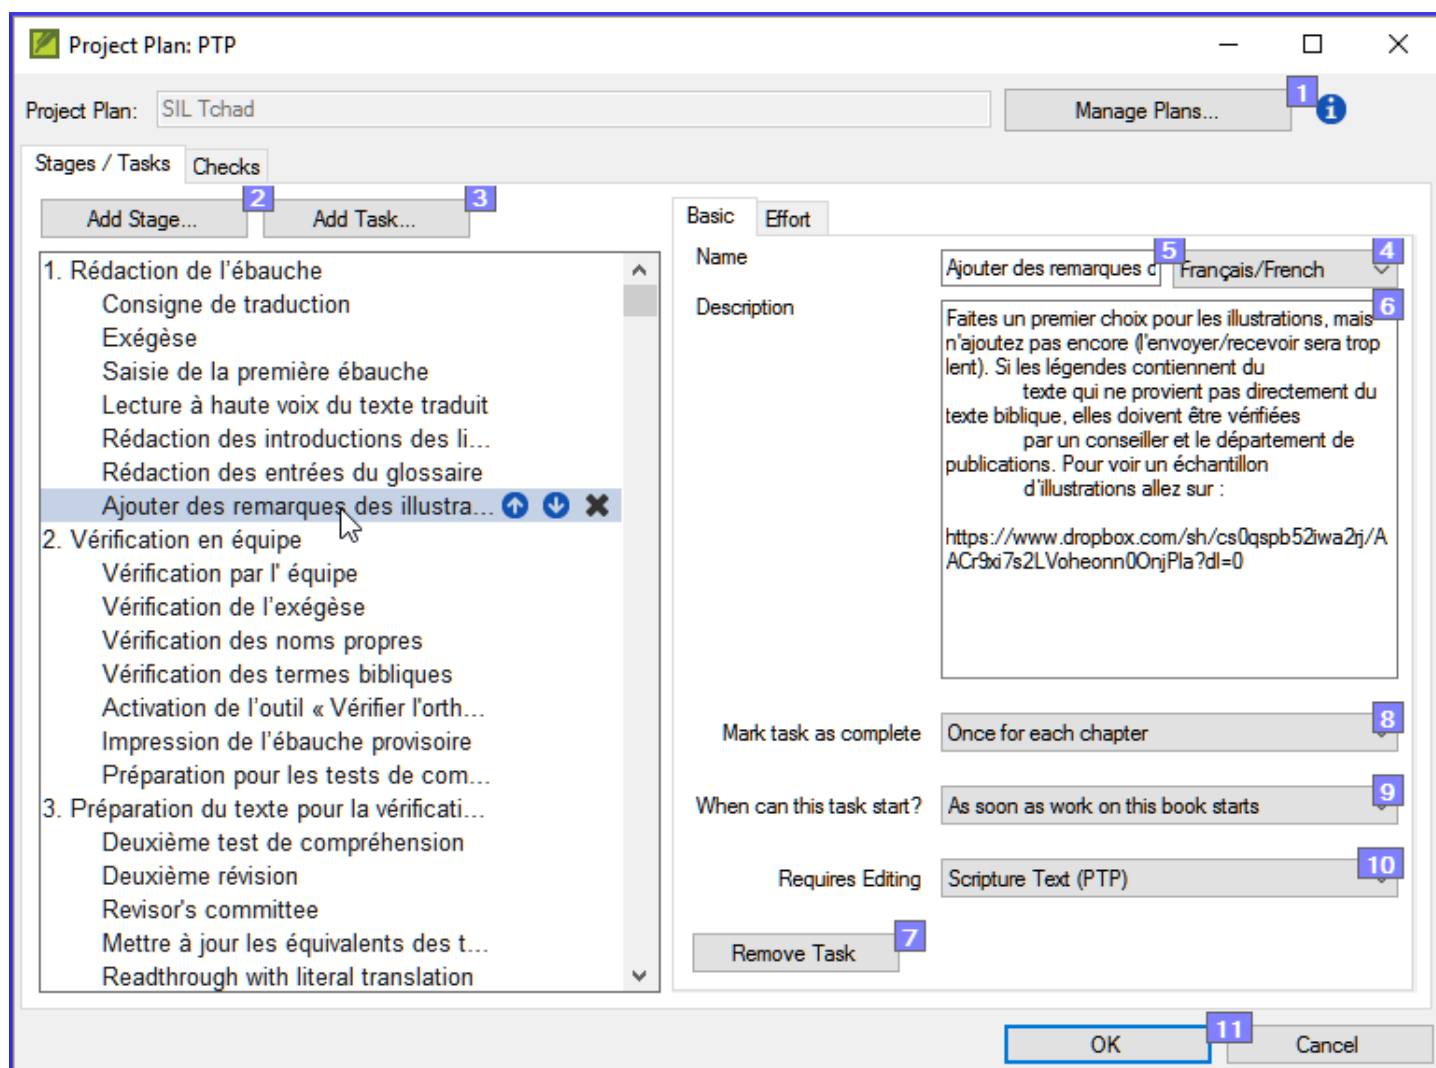 Project Plan: PTP
Project Plan: SIL Tchad Manage Plans... 1
Stages / Tasks Checks
Add Stage... 2 Add Task... 3
1. Rédaction de l'ébauche
Consigne de traduction
Exégèse
Saisie de la première ébauche
Lecture à haute voix du texte traduit
Rédaction des introductions des li...
Rédaction des entrées du glossaire
Ajouter des remarques des illustra...
2. Vérification en équipe
Vérification par l' équipe
Vérification de l'exégèse
Vérification des noms propres
Vérification des termes bibliques
Activation de l'outil « Vérifier l'orth...
Impression de l'ébauche provisoire
Préparation pour les tests de com...
3. Préparation du texte pour la vérificati...
Deuxième test de compréhension
Deuxième révision
Revisor's committee
Mettre à jour les équivalents des t...
Readthrough with literal translation
Basic Effort
Name Ajouter des remarques d 5 Français/French 4
Description 6
Faites un premier choix pour les illustrations, mais
n'ajoutez pas encore (l'envoyer/recevoir sera trop
lent). Si les légendes contiennent du
texte qui ne provient pas directement du
texte biblique, elles doivent être vérifiées
par un conseiller et le département de
publications. Pour voir un échantillon
d'illustrations allez sur :
https://www.dropbox.com/sh/cs0qspb52iwa2rj/A
ACr9xi7s2LVoheonn0OnjPla?dl=0
Mark task as complete Once for each chapter 8
When can this task start? As soon as work on this book starts 9
Requires Editing Scripture Text (PTP) 10
Remove Task 7
OK 11 Cancel